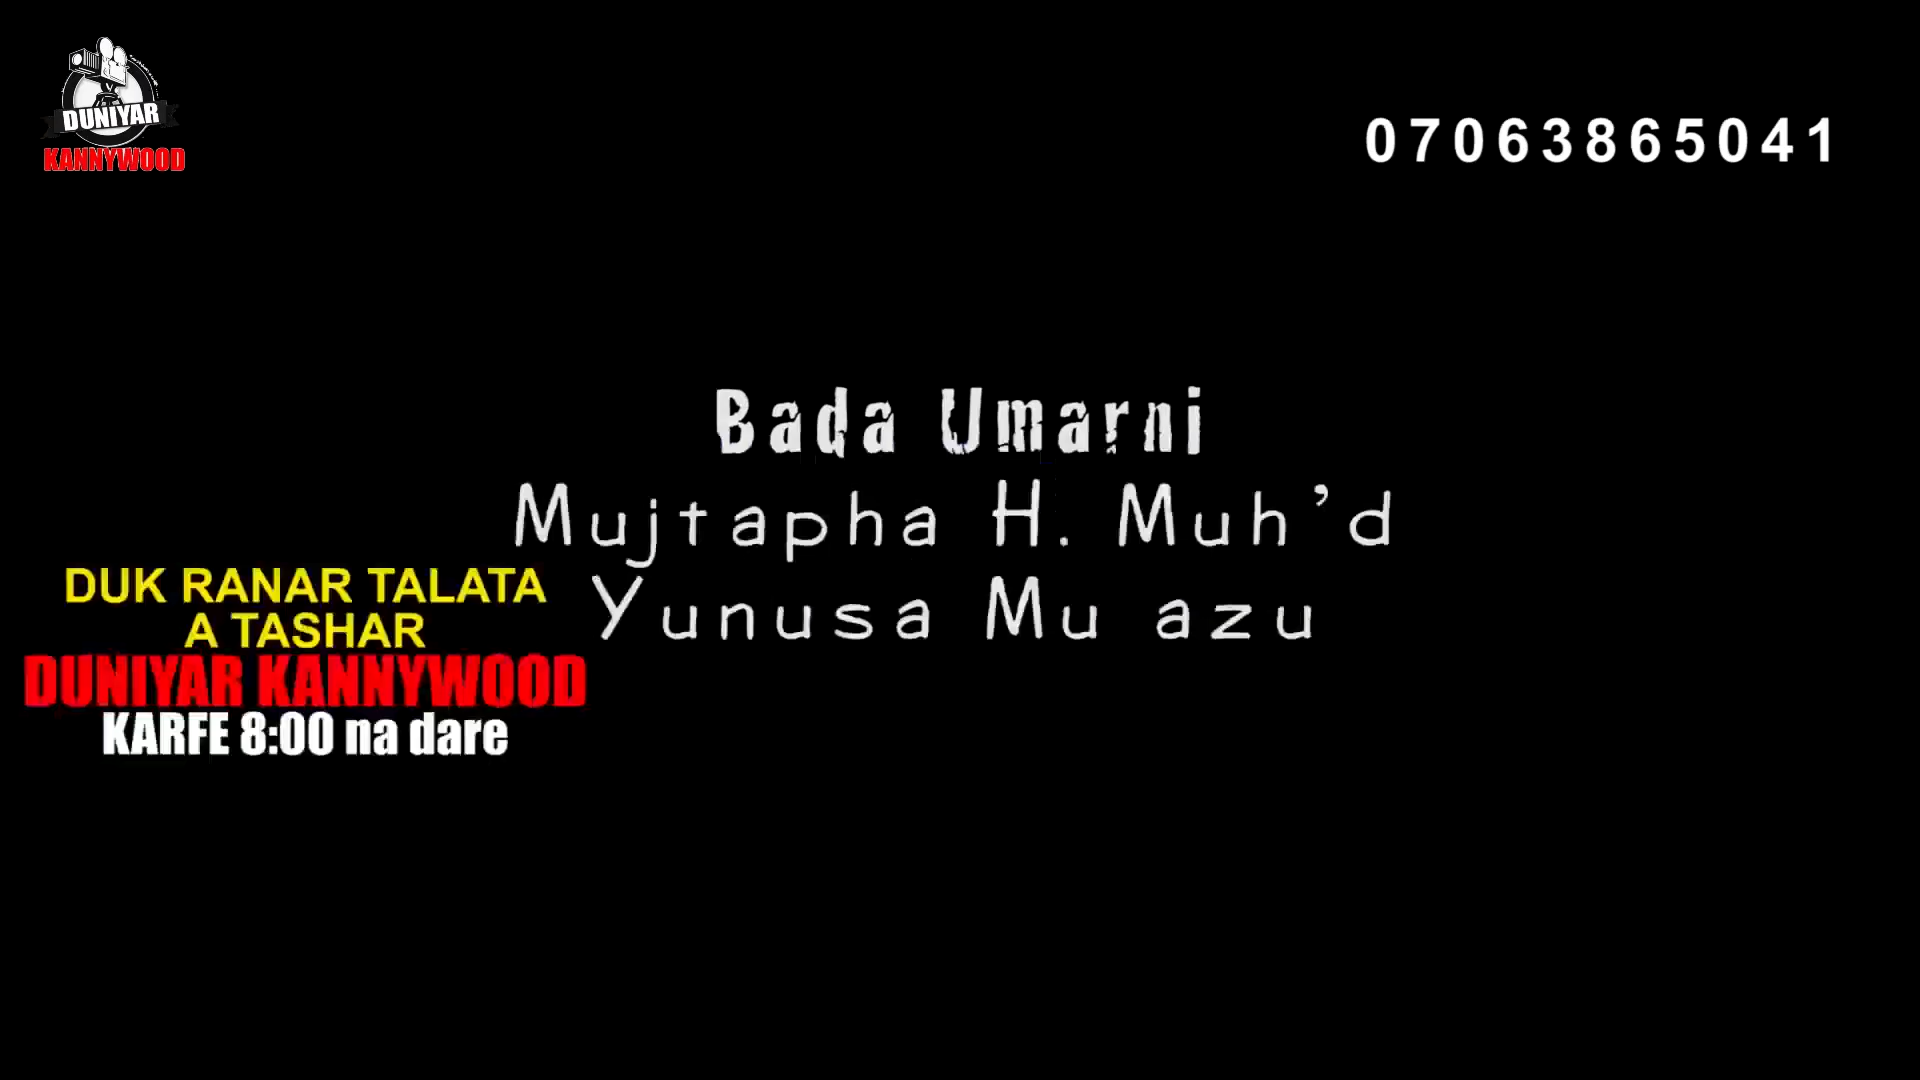 DUNIYAR
KANNYWOOD
07063865041
Bada Umarni
Mujtapha H. Muh'd
Yunusa Mu azu
DUK RANAR TALATA
A TASHAR
DUNIYAR KANNYWOOD
KARFE 8:00 na dare